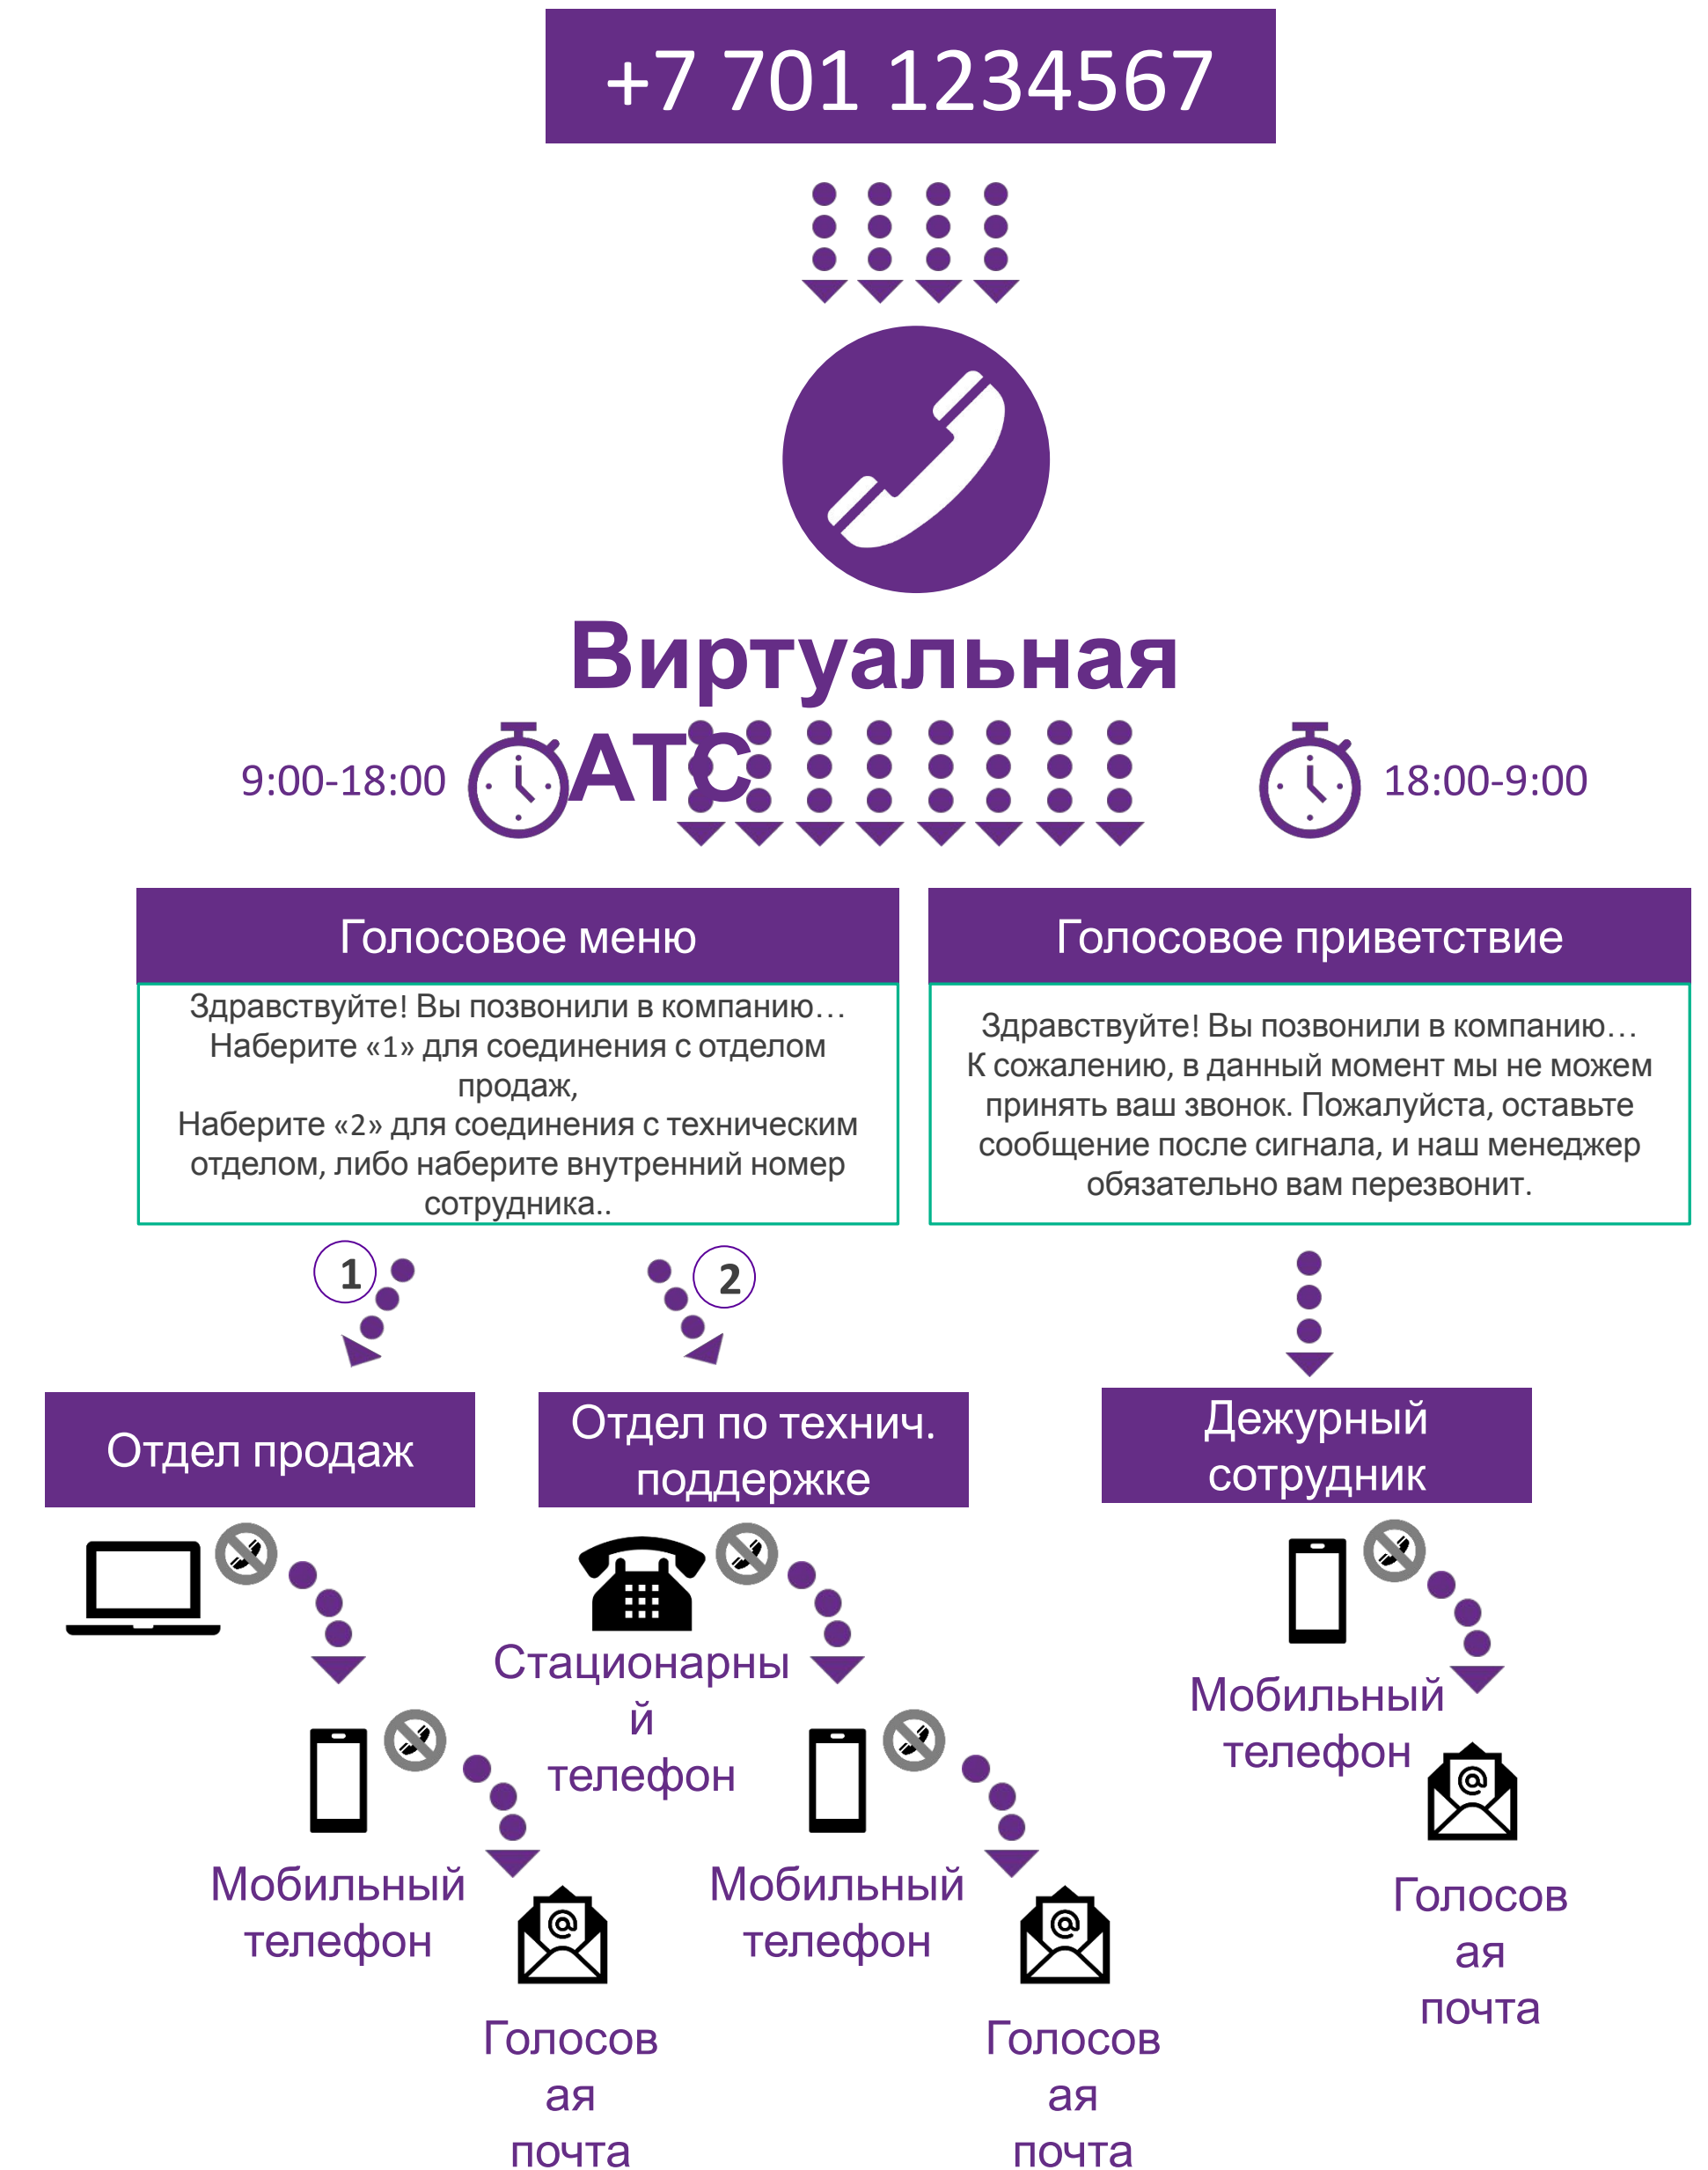 +7 701 1234567
Виртуальная
АТС
9:00-18:00
18:00-9:00
Голосовое меню
Здравствуйте! Вы позвонили в компанию…
Наберите «1» для соединения с отделом
продаж,
Наберите «2» для соединения с техническим
отделом, либо наберите внутренний номер
сотрудника..
Голосовое приветствие
Здравствуйте! Вы позвонили в компанию…
К сожалению, в данный момент мы не можем
принять ваш звонок. Пожалуйста, оставьте
сообщение после сигнала, и наш менеджер
обязательно вам перезвонит.
1
2
Отдел продаж
Отдел по технич.
поддержке
Дежурный
сотрудник
Стационарны
й
телефон
Мобильный
телефон
Мобильный
телефон
Мобильный
телефон
Голосов
ая
почта
Голосов
ая
почта
Голосов
ая
почта